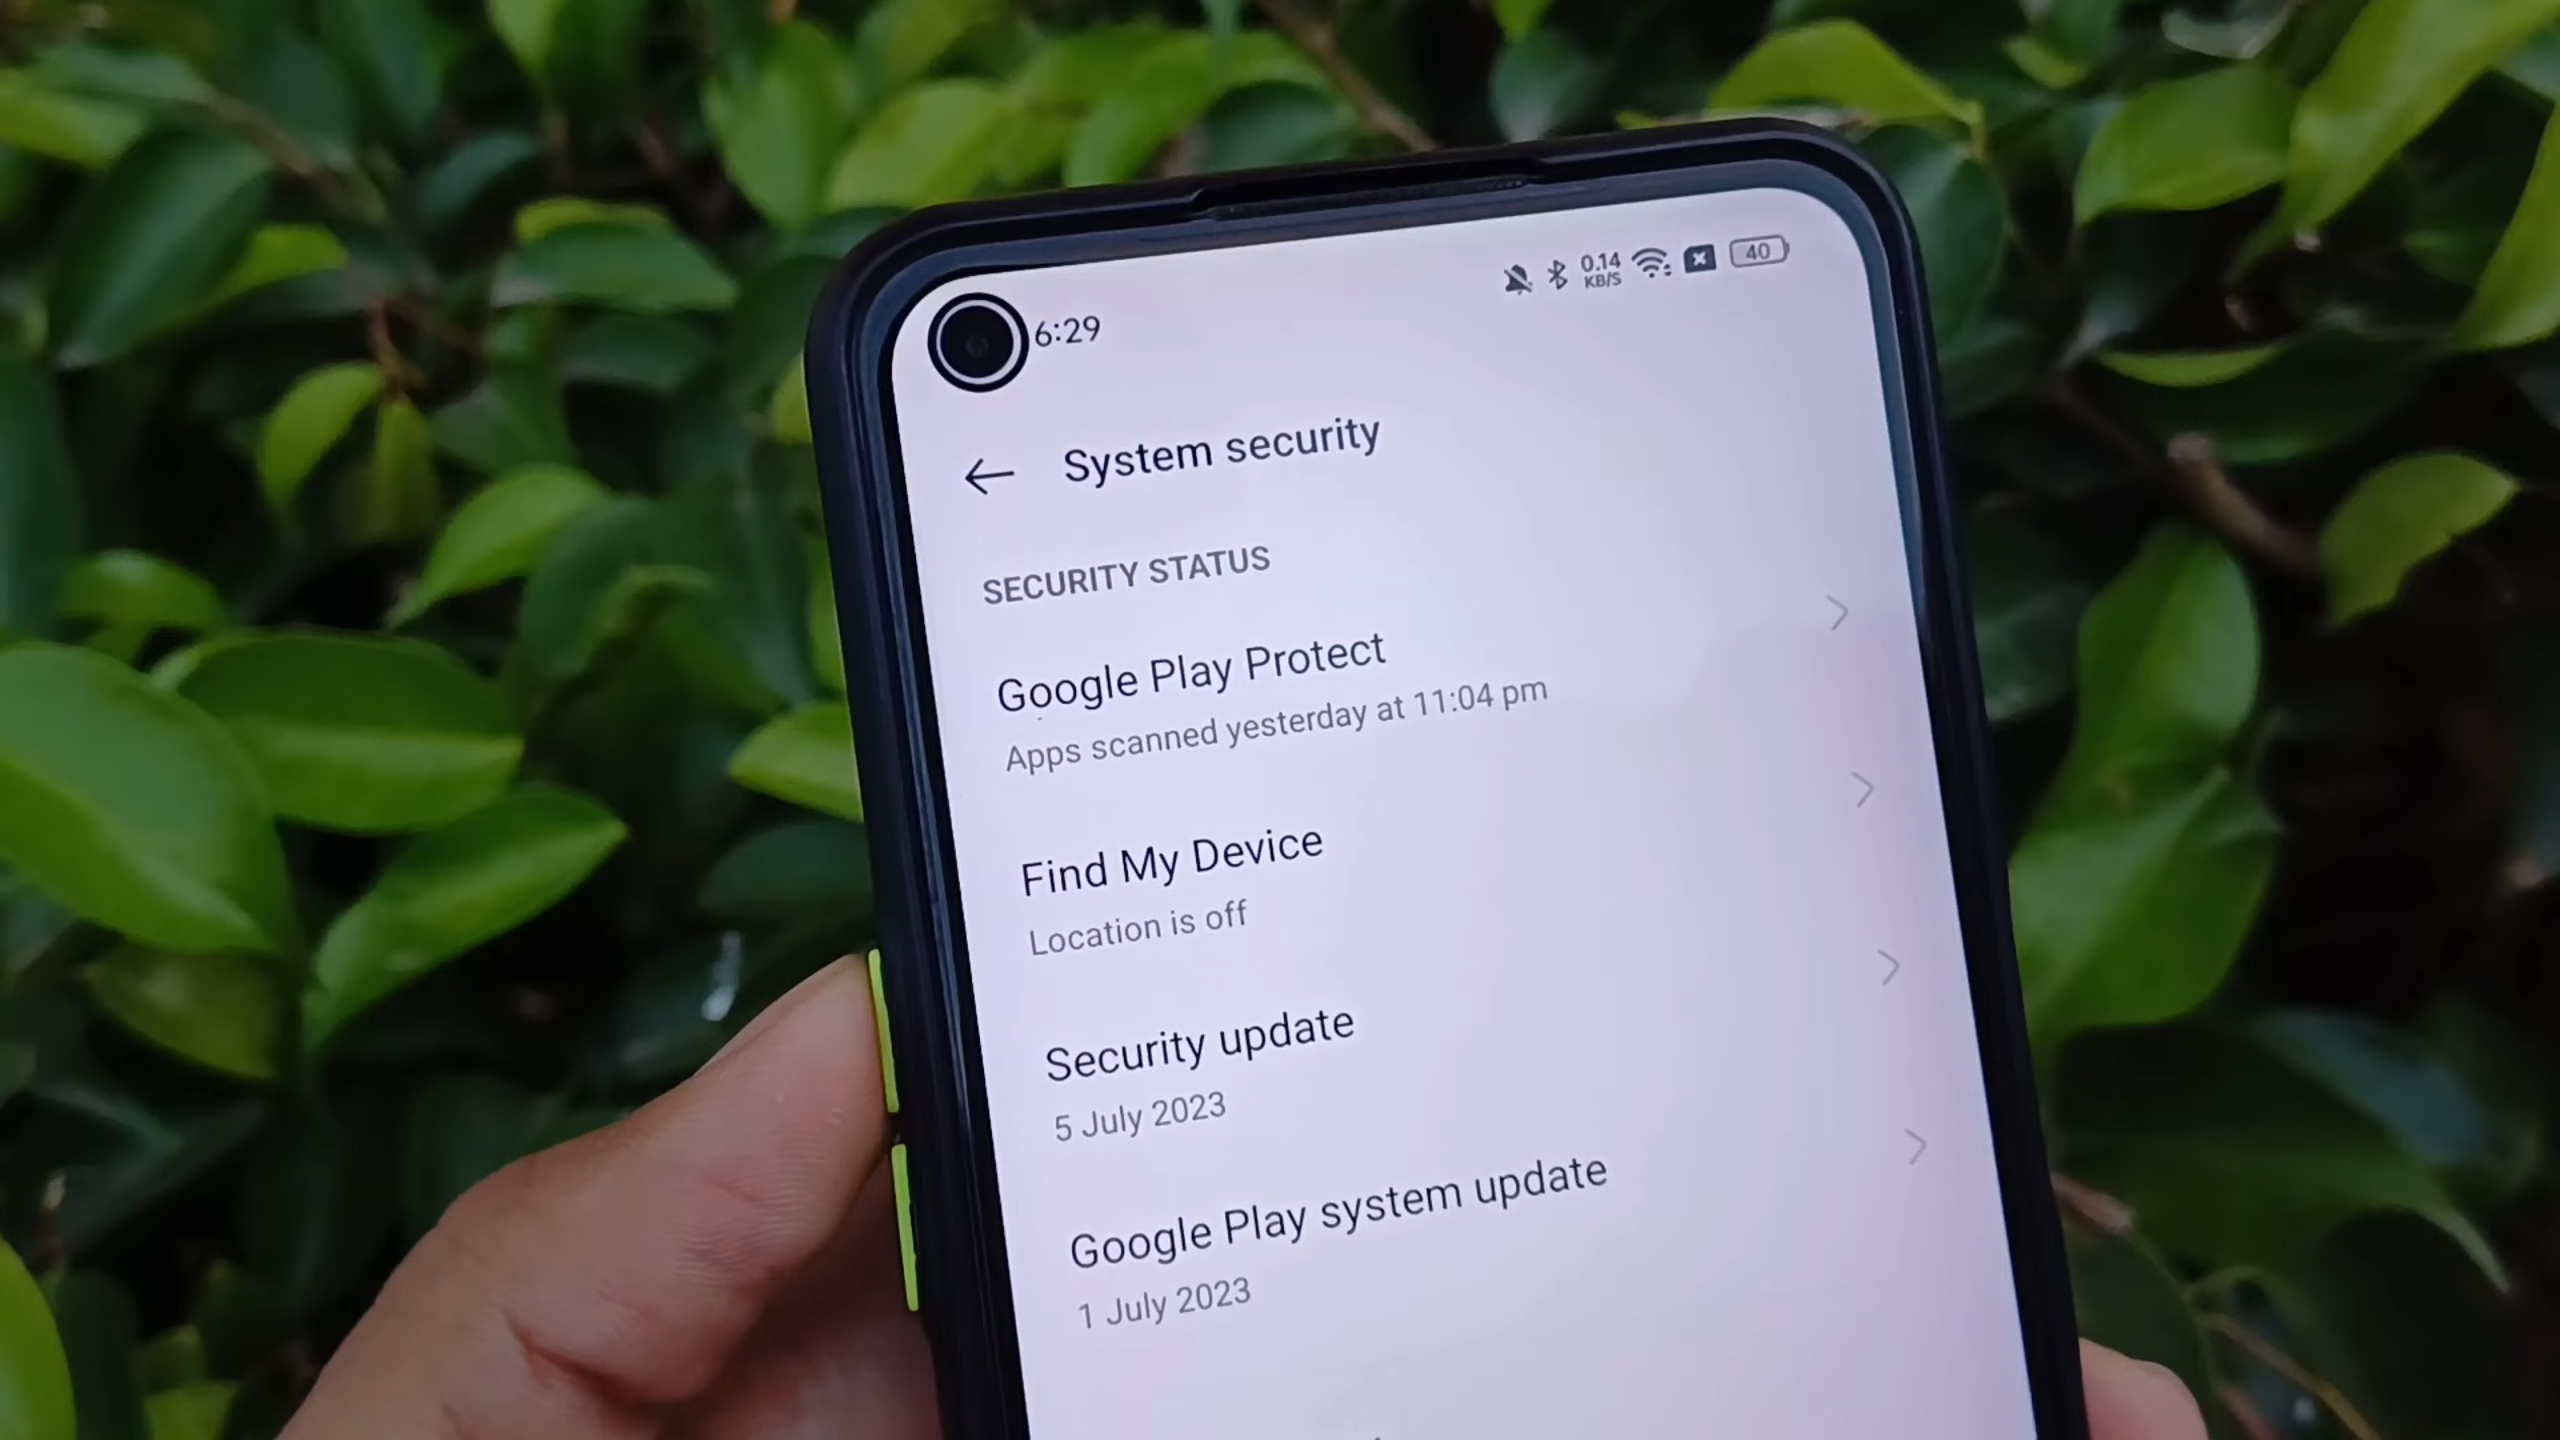 6:29
0.14
KB/S
40
System security
SECURITY STATUS
Google Play Protect
Apps scanned yesterday at 11:04 pm
Find My Device
Location is off
Security update
5 July 2023
Google Play system update
1 July 2023